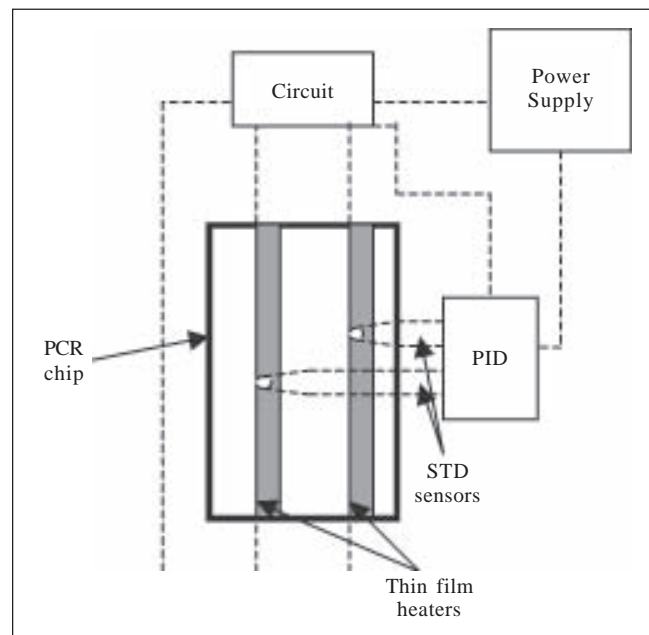 Circuit
Power
Supply
PCR
chip
PID
STD
sensors
Thin film
heaters